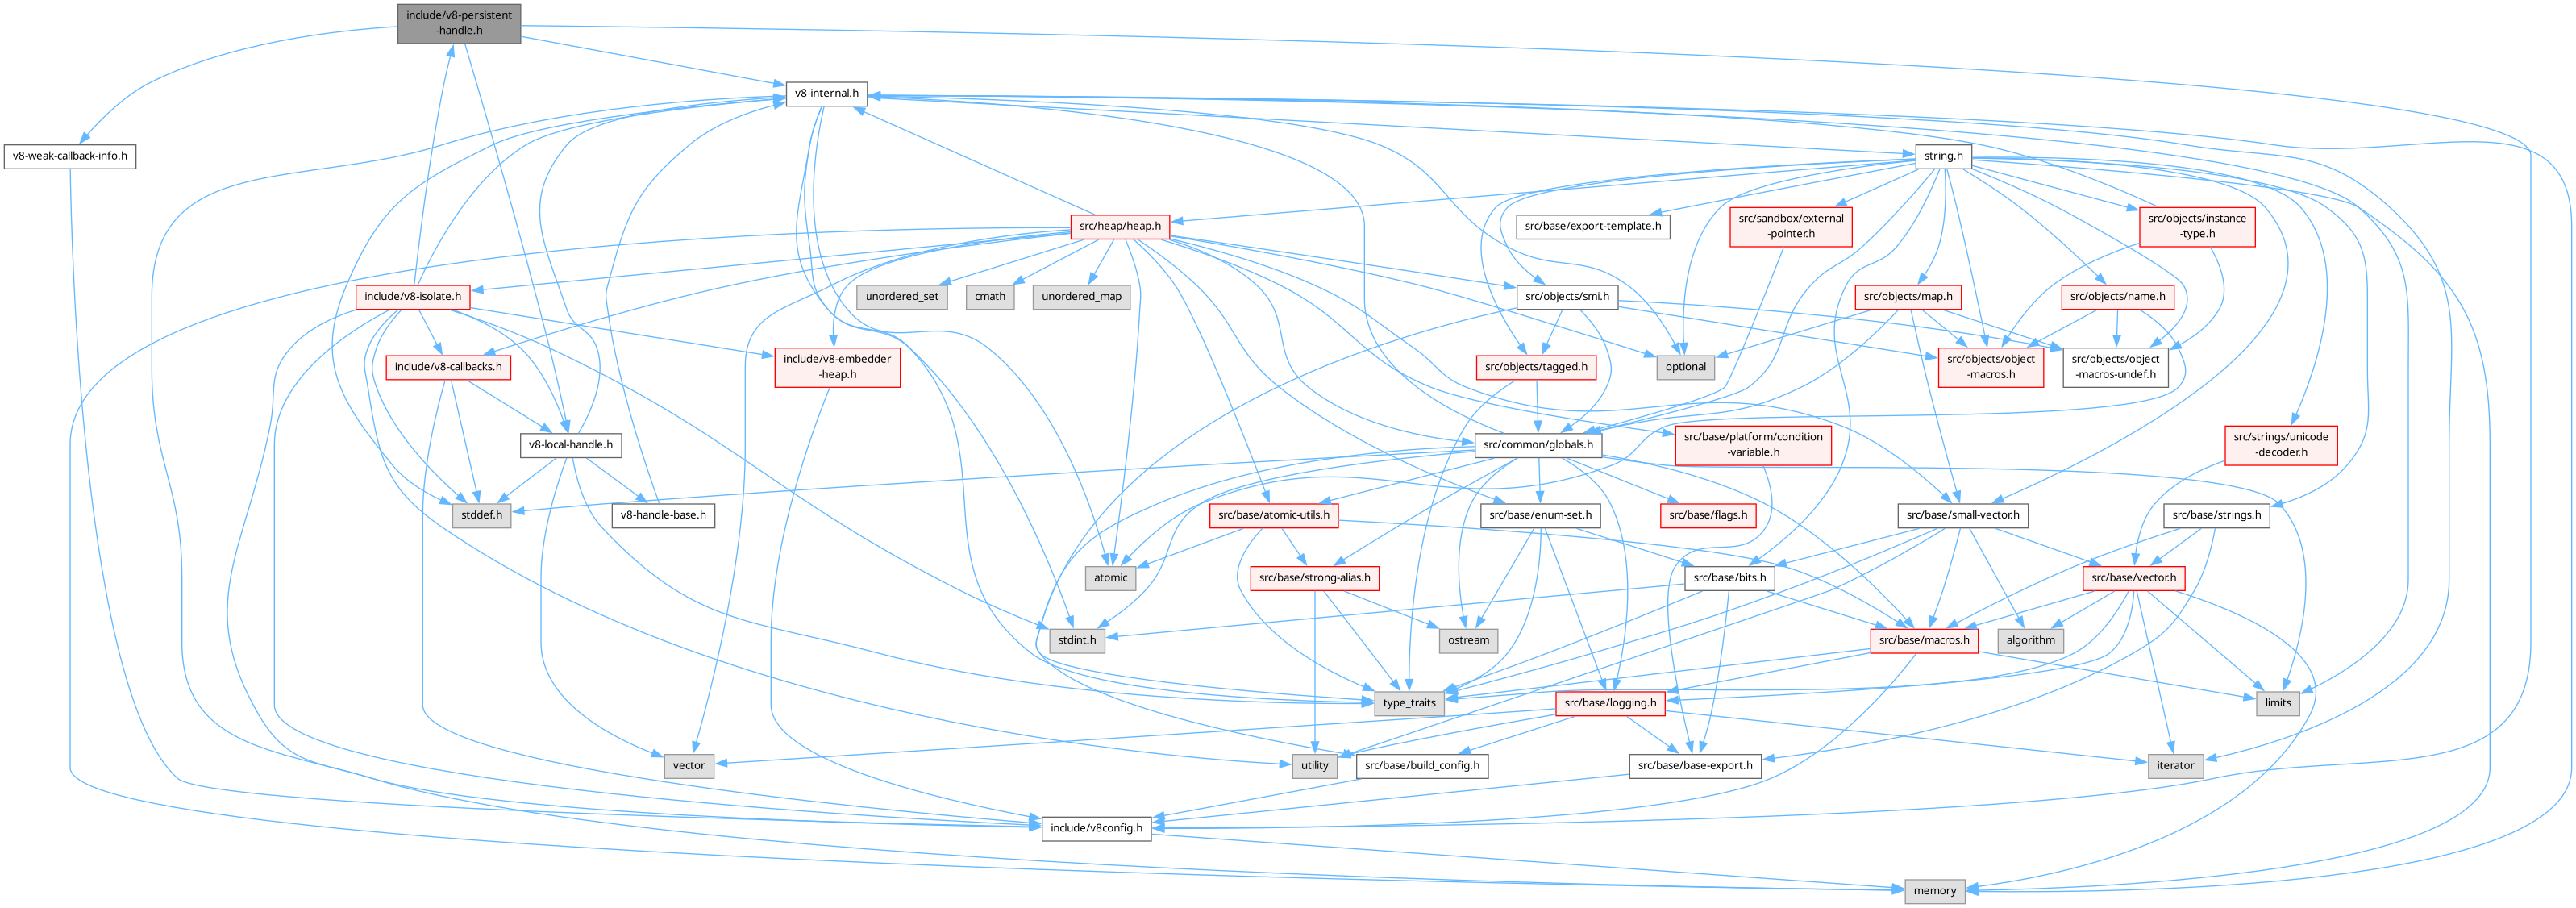 include/v8-persistent
-handle.h
v8-internal.h
v8-weak-callback-info.h
string.h
src/heap/heap.h
src/base/export-template.h
src/sandbox/external
-pointer.h
src/objects/instance
-type.h
include/v8-isolate.h
unordered_set
cmath
unordered_map
src/objects/smi.h
src/objects/map.h
src/objects/name.h
include/v8-callbacks.h
include/v8-embedder
-heap.h
optional
src/objects/tagged.h
src/objects/object
-macros.h
src/objects/object
-macros-undef.h
v8-local-handle.h
src/common/globals.h
src/base/platform/condition
-variable.h
src/strings/unicode
-decoder.h
stddef.h
v8-handle-base.h
src/base/atomic-utils.h
src/base/enum-set.h
src/base/flags.h
src/base/small-vector.h
src/base/strings.h
atomic
src/base/strong-alias.h
src/base/bits.h
src/base/vector.h
stdint.h
ostream
src/base/macros.h
algorithm
type_traits
src/base/logging.h
limits
vector
utility
src/base/build_config.h
src/base/base-export.h
iterator
include/v8config.h
memory